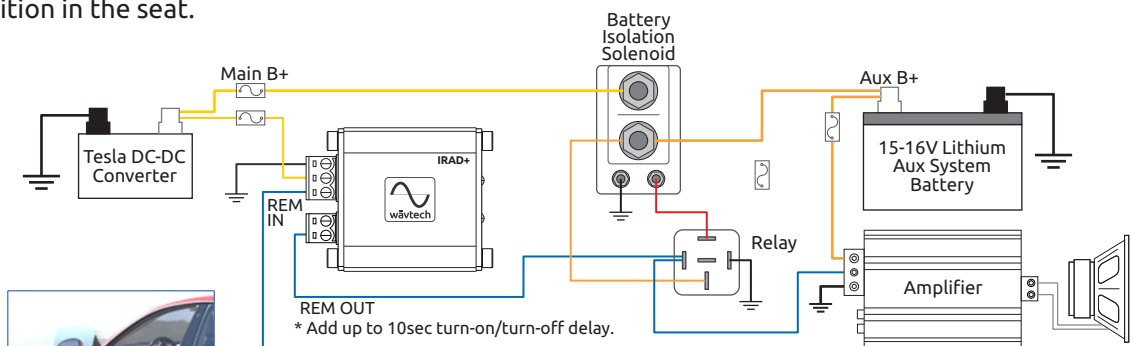 ition in the seat.
Battery
Isolation
Solenoid
Main B+
Aux B+
Tesla DC-DC
Converter
IRAD+
wāvtech
REM
IN
15-16V Lithium
Aux System
Battery
Relay
Amplifier
REM OUT
* Add up to 10sec turn-on/turn-off delay.